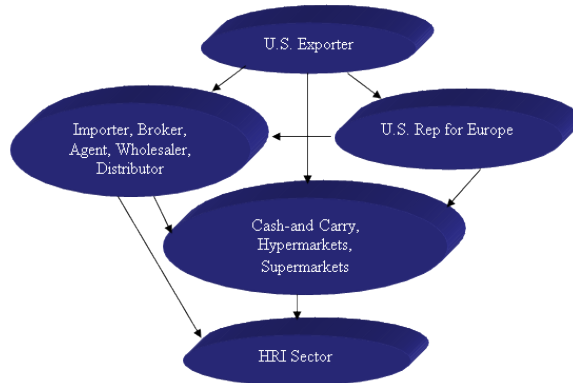 U.S. Exporter
Importer, Broker,
Agent, Wholesaler,
Distributor
U.S. Rep for Europe
Cash-and Carry,
Hypermarkets,
Supermarkets
HRI Sector